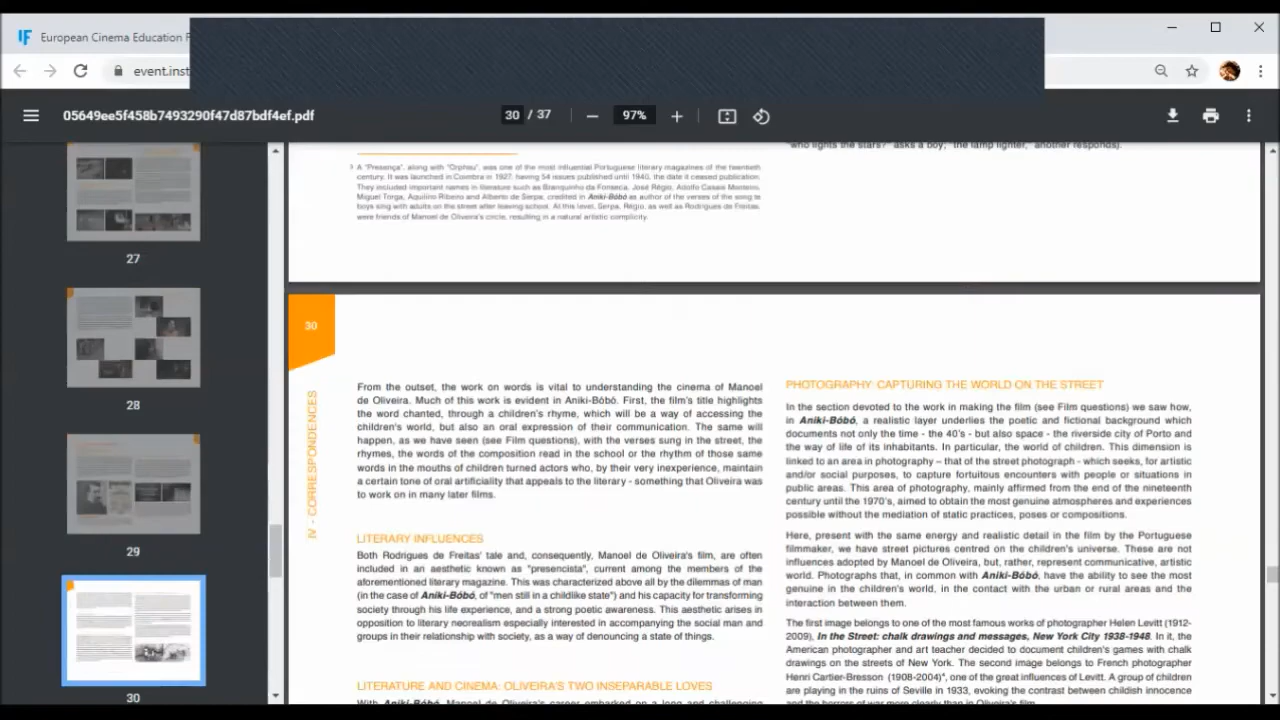 European Cinema Education
event.inst
05649ee5f458b7493290f47d87bdf4ef.pdf
30 / 37
97%
27
28
29
30
"who lights the stars?" asks a boy; "the lamp lighter," another responds).
A "Presença", along with "Orpheu", was one of the most influential Portuguese literary magazines of the twentieth
century. It was launched in Coimbra in 1927, having 54 issues published until 1940, the date it ceased publication.
They included important names in literature such as Branquinho da Fonseca, José Régio, Adolfo Casais Monteiro,
Miguel Torga, Aquilino Ribeiro and Alberto de Serpa, credited in Aniki-Bóbó as author of the verses of the song te
boys sing with adults on the street after leaving school. At this level, Serpa, Régio, as well as Rodrigues de Freitas,
were friends of Manoel de Oliveira's circle, resulting in a natural artistic complicity.
30
IV - CORRESPONDENCES
From the outset, the work on words is vital to understanding the cinema of Manoel
de Oliveira. Much of this work is evident in Aniki-Bóbó. First, the film's title highlights
the word chanted, through a children's rhyme, which will be a way of accessing the
children's world, but also an oral expression of their communication. The same will
happen, as we have seen (see Film questions), with the verses sung in the street, the
rhymes, the words of the composition read in the school or the rhythm of those same
words in the mouths of children turned actors who, by their very inexperience, maintain
a certain tone of oral artificiality that appeals to the literary - something that Oliveira was
to work on in many later films.
LITERARY INFLUENCES
Both Rodrigues de Freitas' tale and, consequently, Manoel de Oliveira's film, are often
included in an aesthetic known as "presencista", current among the members of the
aforementioned literary magazine. This was characterized above all by the dilemmas of man
(in the case of Aniki-Bóbó, of "men still in a childlike state") and his capacity for transforming
society through his life experience, and a strong poetic awareness. This aesthetic arises in
opposition to literary neorealism especially interested in accompanying the social man and
groups in their relationship with society, as a way of denouncing a state of things.
LITERATURE AND CINEMA: OLIVEIRA'S TWO INSEPARABLE LOVES
With Aniki-Bóbó, Manoel de Oliveira's career embarked on a long and challenging
PHOTOGRAPHY: CAPTURING THE WORLD ON THE STREET
In the section devoted to the work in making the film (see Film questions) we saw how,
in Aniki-Bóbó, a realistic layer underlies the poetic and fictional background which
documents not only the time - the 40's - but also space - the riverside city of Porto and
the way of life of its inhabitants. In particular, the world of children. This dimension is
linked to an area in photography – that of the street photograph - which seeks, for artistic
and/or social purposes, to capture fortuitous encounters with people or situations in
public areas. This area of photography, mainly affirmed from the end of the nineteenth
century until the 1970's, aimed to obtain the most genuine atmospheres and experiences
possible without the mediation of static practices, poses or compositions.
Here, present with the same energy and realistic detail in the film by the Portuguese
filmmaker, we have street pictures centred on the children's universe. These are not
influences adopted by Manoel de Oliveira, but, rather, represent communicative, artistic
world. Photographs that, in common with Aniki-Bóbó, have the ability to see the most
genuine in the children's world, in the contact with the urban or rural areas and the
interaction between them.
The first image belongs to one of the most famous works of photographer Helen Levitt (1912-
2009), In the Street: chalk drawings and messages, New York City 1938-1948. In it, the
American photographer and art teacher decided to document children's games with chalk
drawings on the streets of New York. The second image belongs to French photographer
Henri Cartier-Bresson (1908-2004)⁴, one of the great influences of Levitt. A group of children
are playing in the ruins of Seville in 1933, evoking the contrast between childish innocence
and the horrors of war more clearly than in Oliveira's film.